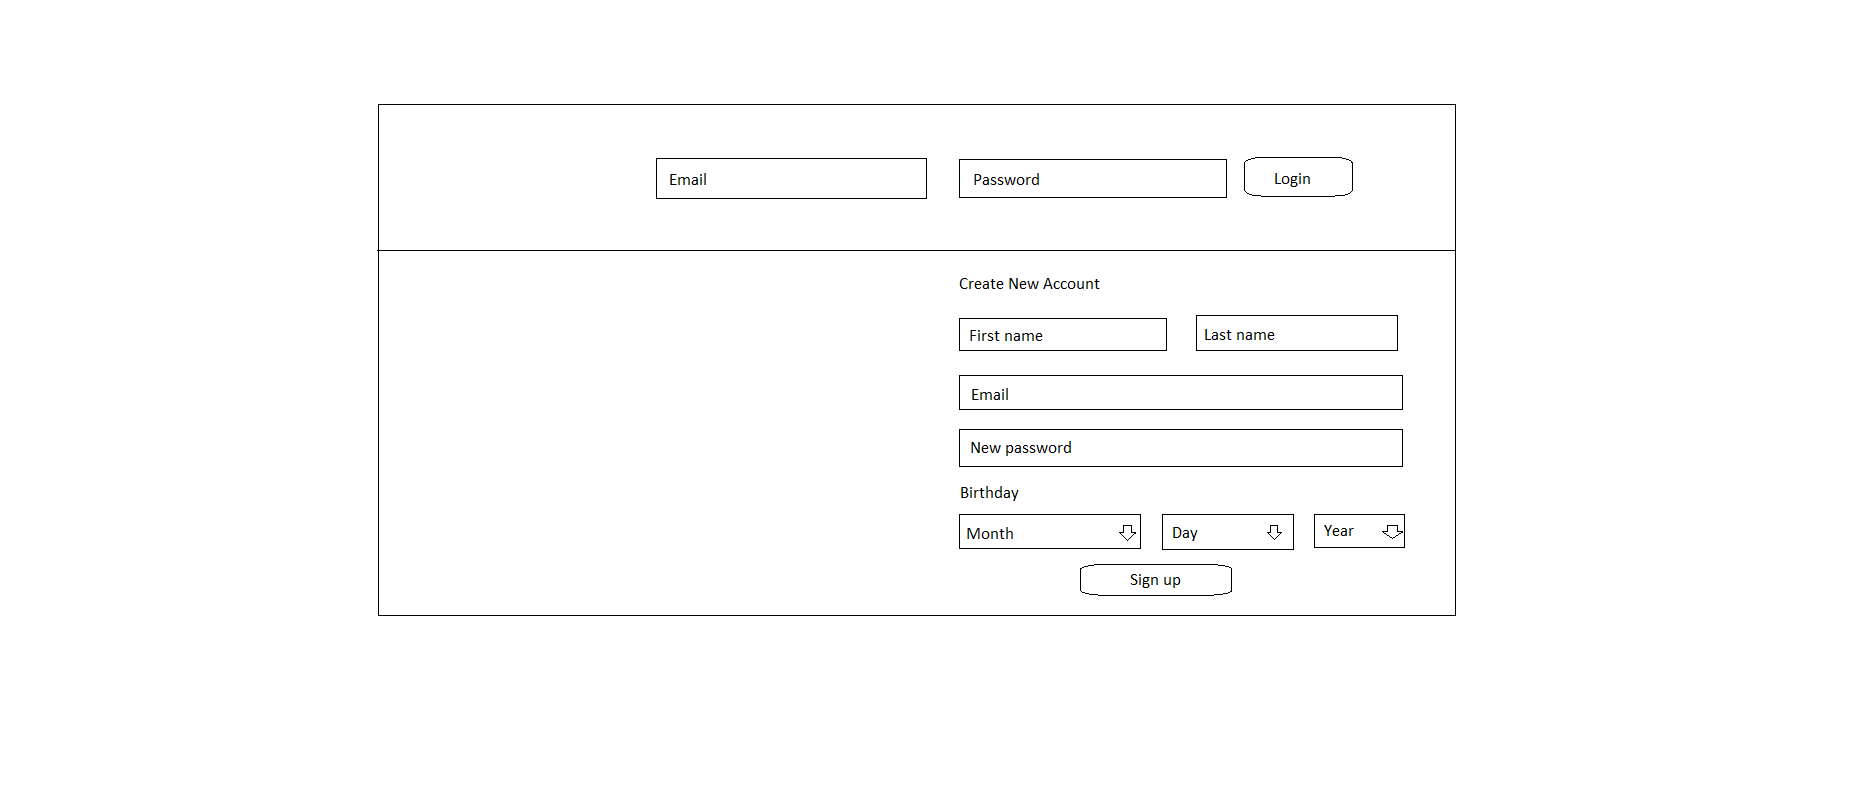 Email
Password
Login
Create New Account
First name
Last name
Email
New password
Birthday
Month
Day
Year
Sign up